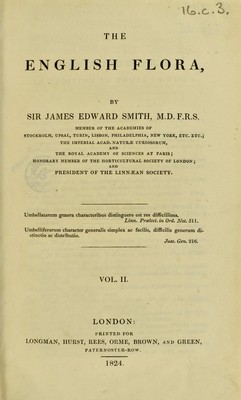 16.c.3.
THE
ENGLISH FLORA,
BY
SIR JAMES EDWARD SMITH, M.D. F.R.S.
MEMBER OF THE ACADEMIES OF
STOCKHOLM, UPSAL, TURIN, LISBON, PHILADELPHIA, NEW YORK, ETC. ETC.;
THE IMPERIAL ACAD. NATURÆ CURIOSORUM,
AND
THE ROYAL ACADEMY OF SCIENCES AT PARIS;
HONORARY MEMBER OF THE HORTICULTURAL SOCIETY OF LONDON;
AND
PRESIDENT OF THE LINNÆAN SOCIETY.
Umbellatarum genera characteribus distinguere est res difficillima.
Linn. Prælect. in Ord. Nat. 511.
Umbelliferarum character generalis simplex ac facilis, difficilis generum di-
stinctio ac distributio.
Juss. Gen. 216.
VOL. II.
LONDON:
PRINTED FOR
LONGMAN, HURST, REES, ORME, BROWN, AND GREEN,
PATERNOSTER-ROW.
1824.